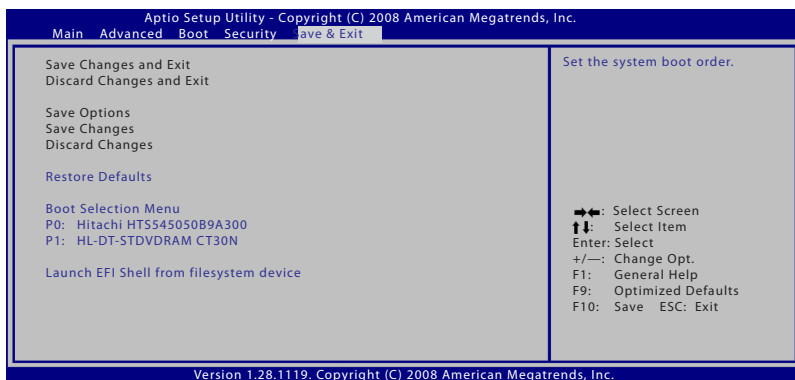 Aptio Setup Utility - Copyright (C) 2008 American Megatrends, Inc.
Main Advanced Boot Security Save & Exit
Save Changes and Exit
Discard Changes and Exit
Save Options
Save Changes
Discard Changes
Restore Defaults
Boot Selection Menu
P0: Hitachi HTS545050B9A300
P1: HL-DT-STDVDRAM CT30N
Launch EFI Shell from filesystem device
Set the system boot order.
→←: Select Screen
↑↓: Select Item
Enter: Select
+/—: Change Opt.
F1: General Help
F9: Optimized Defaults
F10: Save ESC: Exit
Version 1.28.1119. Copyright (C) 2008 American Megatrends, Inc.